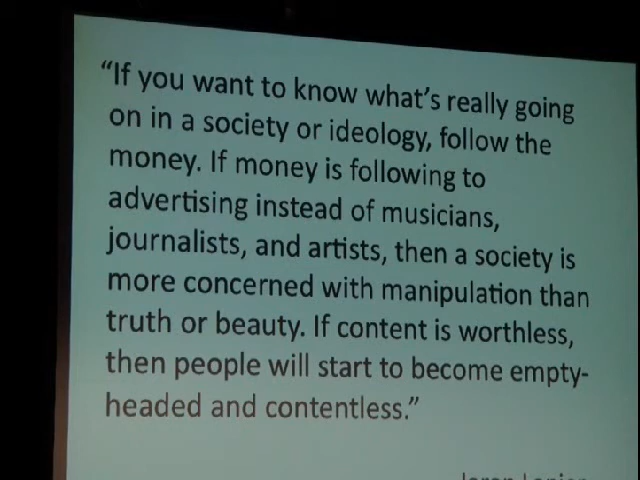 “If you want to know what’s really going
on in a society or ideology, follow the
money. If money is following to
advertising instead of musicians,
journalists, and artists, then a society is
more concerned with manipulation than
truth or beauty. If content is worthless,
then people will start to become empty-
headed and contentless.”